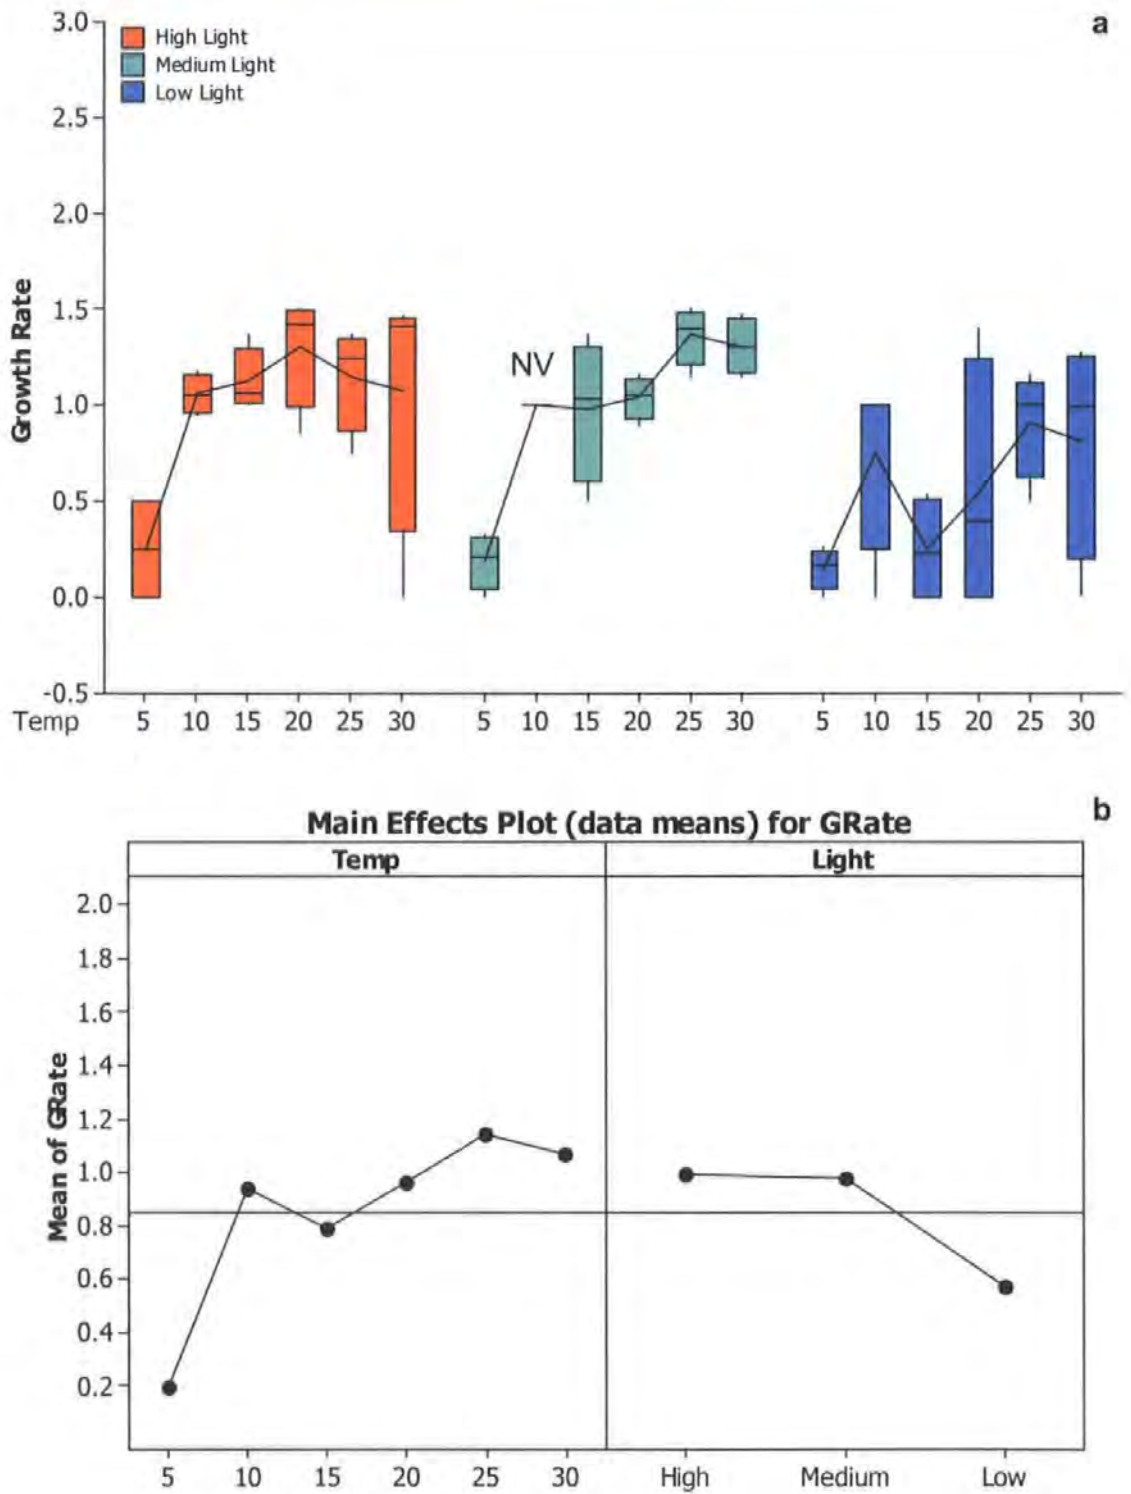 a
3.0
High Light
Medium Light
Low Light
2.5
2.0
1.5
1.0
0.5
0.0
-0.5
Growth Rate
NV
Temp 5 10 15 20 25 30 5 10 15 20 25 30 5 10 15 20 25 30
b
Main Effects Plot (data means) for GRate
Temp Light
2.0
1.8
1.6
1.4
1.2
1.0
0.8
0.6
0.4
0.2
Mean of GRate
5 10 15 20 25 30 High Medium Low